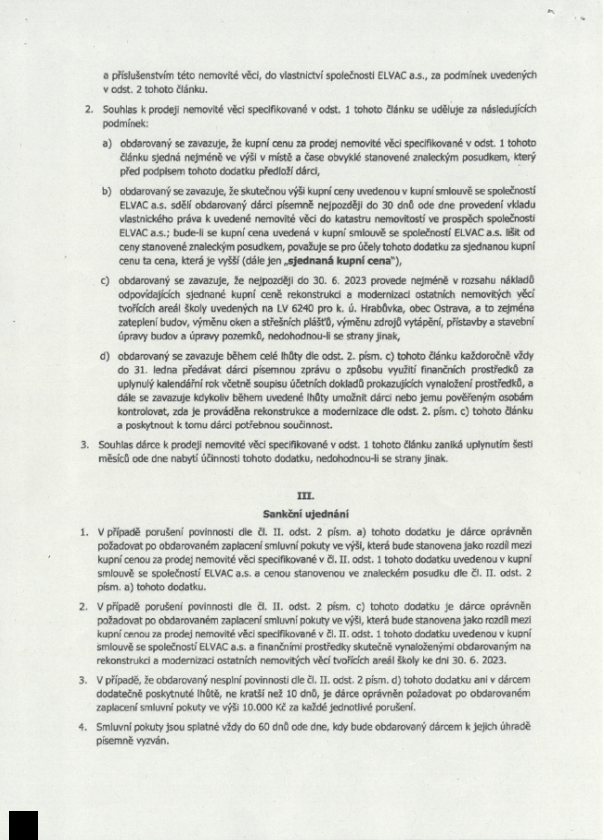 a příslušenstvím této nemovité věci, do vlastnictví společnosti ELVAC a.s., za podmínek uvedených
v odst. 2 tohoto článku.
2. Souhlas k prodeji nemovité věci specifikované v odst. 1 tohoto článku se uděluje za následujících
podmínek:
a) obdarovaný se zavazuje, že kupní cenu za prodej nemovité věci specifikované v odst. 1 tohoto
článku sjedná nejméně ve výši v místě a čase obvyklé stanovené znaleckým posudkem, který
před podpisem tohoto dodatku předloží dárci,
b) obdarovaný se zavazuje, že skutečnou výši kupní ceny uvedenou v kupní smlouvě se společností
ELVAC a.s. sdělí obdarovaný dárci písemně nejpozději do 30 dnů ode dne provedení vkladu
vlastnického práva k uvedené nemovité věci do katastru nemovitostí ve prospěch společnosti
ELVAC a.s.; bude-li se kupní cena uvedená v kupní smlouvě se společností ELVAC a.s. lišit od
ceny stanovené znaleckým posudkem, považuje se pro účely tohoto dodatku za sjednanou kupní
cenu ta cena, která je vyšší (dále jen „sjednaná kupní cena“),
c) obdarovaný se zavazuje, že nejpozději do 30. 6. 2023 provede nejméně v rozsahu nákladů
odpovídajících sjednané kupní ceně rekonstrukci a modernizaci ostatních nemovitých věcí
tvořících areál školy uvedených na LV 6240 pro k. ú. Hrabůvka, obec Ostrava, a to zejména
zateplení budov, výměnu oken a střešních plášťů, výměnu zdrojů vytápění, přístavby a stavební
úpravy budov a úpravy pozemků, nedohodnou-li se strany jinak,
d) obdarovaný se zavazuje během celé lhůty dle odst. 2. písm. c) tohoto článku každoročně vždy
do 31. ledna předávat dárci písemnou zprávu o způsobu využití finančních prostředků za
uplynulý kalendářní rok včetně soupisu účetních dokladů prokazujících vynaložení prostředků, a
dále se zavazuje kdykoliv během uvedené lhůty umožnit dárci nebo jemu pověřeným osobám
kontrolovat, zda je prováděna rekonstrukce a modernizace dle odst. 2. písm. c) tohoto článku
a poskytnout k tomu dárci potřebnou součinnost.
3. Souhlas dárce k prodeji nemovité věci specifikované v odst. 1 tohoto článku zaniká uplynutím šesti
měsíců ode dne nabytí účinnosti tohoto dodatku, nedohodnou-li se strany jinak.
III.
Sankční ujednání
1. V případě porušení povinnosti dle čl. II. odst. 2 písm. a) tohoto dodatku je dárce oprávněn
požadovat po obdarovaném zaplacení smluvní pokuty ve výši, která bude stanovena jako rozdíl mezi
kupní cenou za prodej nemovité věci specifikované v čl. II. odst. 1 tohoto dodatku uvedenou v kupní
smlouvě se společností ELVAC a.s. a cenou stanovenou ve znaleckém posudku dle čl. II. odst. 2
písm. a) tohoto dodatku.
2. V případě porušení povinnosti dle čl. II. odst. 2 písm. c) tohoto dodatku je dárce oprávněn
požadovat po obdarovaném zaplacení smluvní pokuty ve výši, která bude stanovena jako rozdíl mezi
kupní cenou za prodej nemovité věci specifikované v čl. II. odst. 1 tohoto dodatku uvedenou v kupní
smlouvě se společností ELVAC a.s. a finančními prostředky skutečně vynaloženými obdarovaným na
rekonstrukci a modernizaci ostatních nemovitých věcí tvořících areál školy ke dni 30. 6. 2023.
3. V případě, že obdarovaný nesplní povinnosti dle čl. II. odst. 2 písm. d) tohoto dodatku ani v dárcem
dodatečně poskytnuté lhůtě, ne kratší než 10 dnů, je dárce oprávněn požadovat po obdarovaném
zaplacení smluvní pokuty ve výši 10.000 Kč za každé jednotlivé porušení.
4. Smluvní pokuty jsou splatné vždy do 60 dnů ode dne, kdy bude obdarovaný dárcem k jejich úhradě
písemně vyzván.